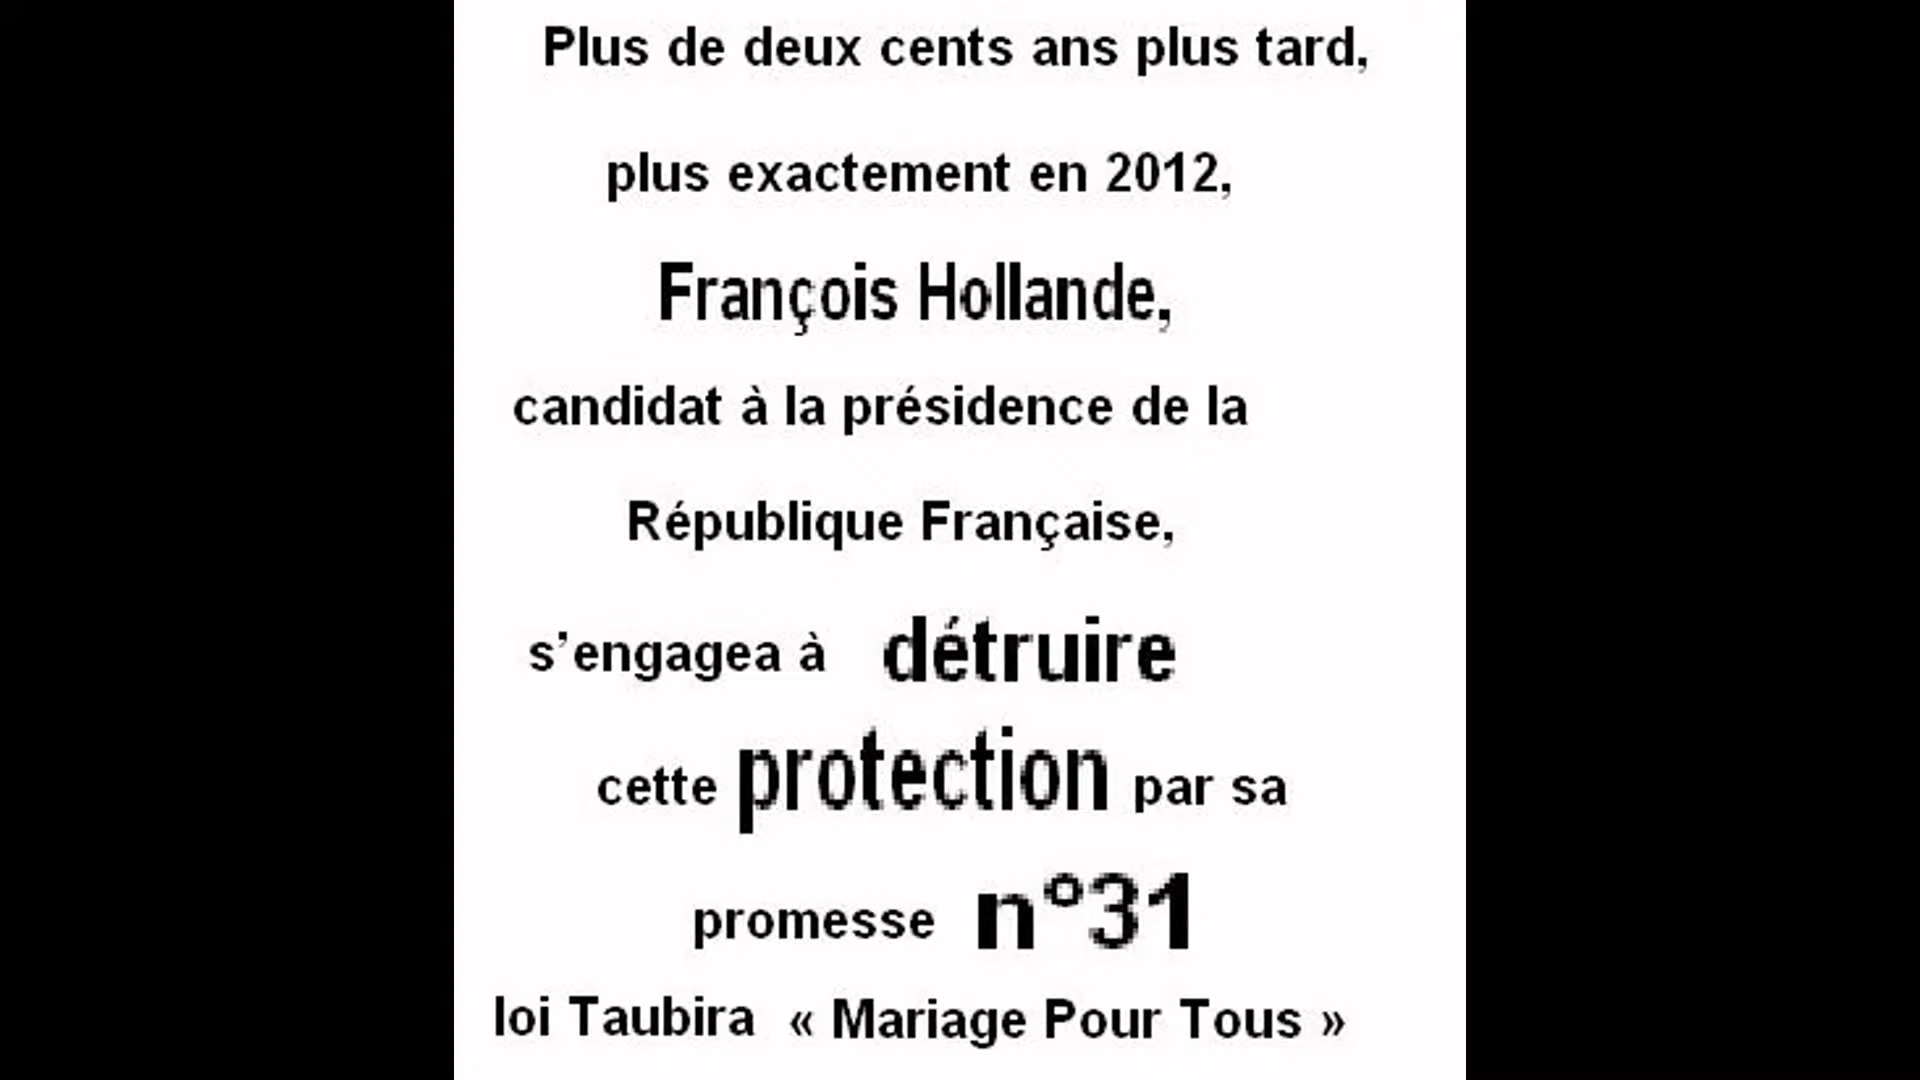 Plus de deux cents ans plus tard,
plus exactement en 2012,
François Hollande,
candidat à la présidence de la
République Française,
s’engagea à détruire
cette protection par sa
promesse n°31
loi Taubira « Mariage Pour Tous »